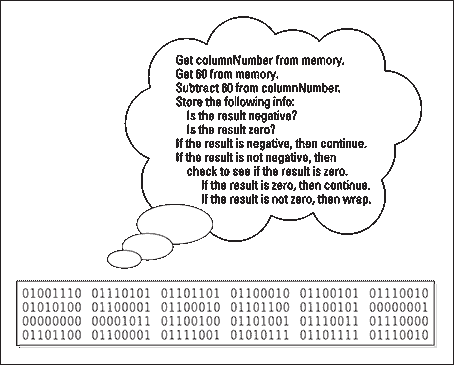 Get columnNumber from memory.
Get 60 from memory.
Subtract 60 from columnNumber.
Store the following info:
Is the result negative?
Is the result zero?
If the result is negative, then continue.
If the result is not negative, then
check to see if the result is zero.
If the result is zero, then continue.
If the result is not zero, then wrap.
01001110 01110101 01101101 01100010 01100101 01110010
01010100 01100001 01100010 01101100 01100101 00000001
00000000 00001011 01100100 01101001 01110011 01110000
01101100 01100001 01111001 01010111 01101111 01110010